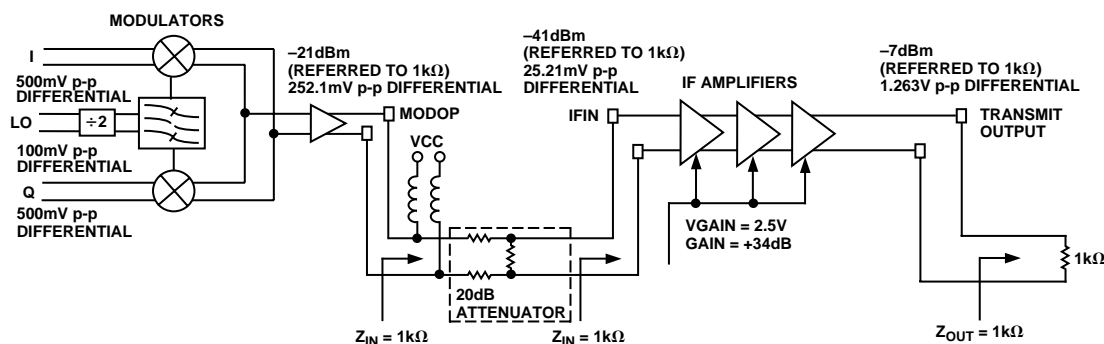 MODULATORS
I
500mV p-p
DIFFERENTIAL
LO
÷2
100mV p-p
DIFFERENTIAL
Q
500mV p-p
DIFFERENTIAL
–21dBm
(REFERRED TO 1kΩ)
252.1mV p-p DIFFERENTIAL
MODOP
VCC
20dB
ATTENUATOR
Z_IN = 1kΩ
–41dBm
(REFERRED TO 1kΩ)
25.21mV p-p
DIFFERENTIAL
IFIN
Z_IN = 1kΩ
IF AMPLIFIERS
VGAIN = 2.5V
GAIN = +34dB
–7dBm
(REFERRED TO 1kΩ)
1.263V p-p DIFFERENTIAL
TRANSMIT
OUTPUT
1kΩ
Z_OUT = 1kΩ